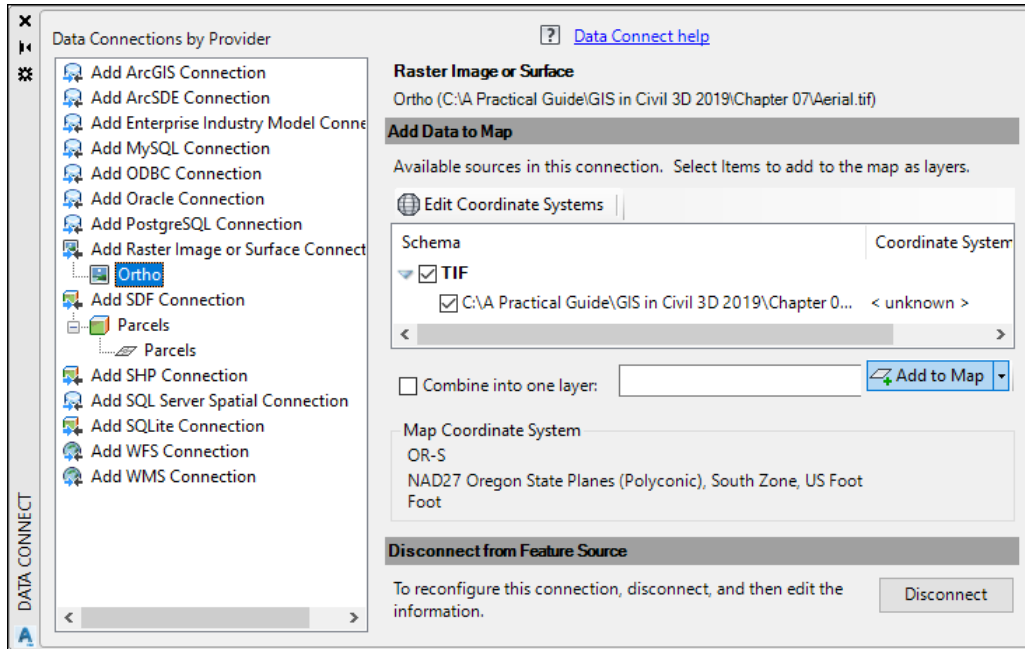 Data Connections by Provider
Add ArcGIS Connection
Add ArcSDE Connection
Add Enterprise Industry Model Conne
Add MySQL Connection
Add ODBC Connection
Add Oracle Connection
Add PostgreSQL Connection
Add Raster Image or Surface Connect
Ortho
Add SDF Connection
Parcels
Parcels
Add SHP Connection
Add SQL Server Spatial Connection
Add SQLite Connection
Add WFS Connection
Add WMS Connection
DATA CONNECT
? Data Connect help
Raster Image or Surface
Ortho (C:\A Practical Guide\GIS in Civil 3D 2019\Chapter 07\Aerial.tif)
Add Data to Map
Available sources in this connection. Select Items to add to the map as layers.
Edit Coordinate Systems
Schema Coordinate System
TIF
C:\A Practical Guide\GIS in Civil 3D 2019\Chapter 0... < unknown >
Combine into one layer: Add to Map
Map Coordinate System
OR-S
NAD27 Oregon State Planes (Polyconic), South Zone, US Foot
Foot
Disconnect from Feature Source
To reconfigure this connection, disconnect, and then edit the
information.
Disconnect